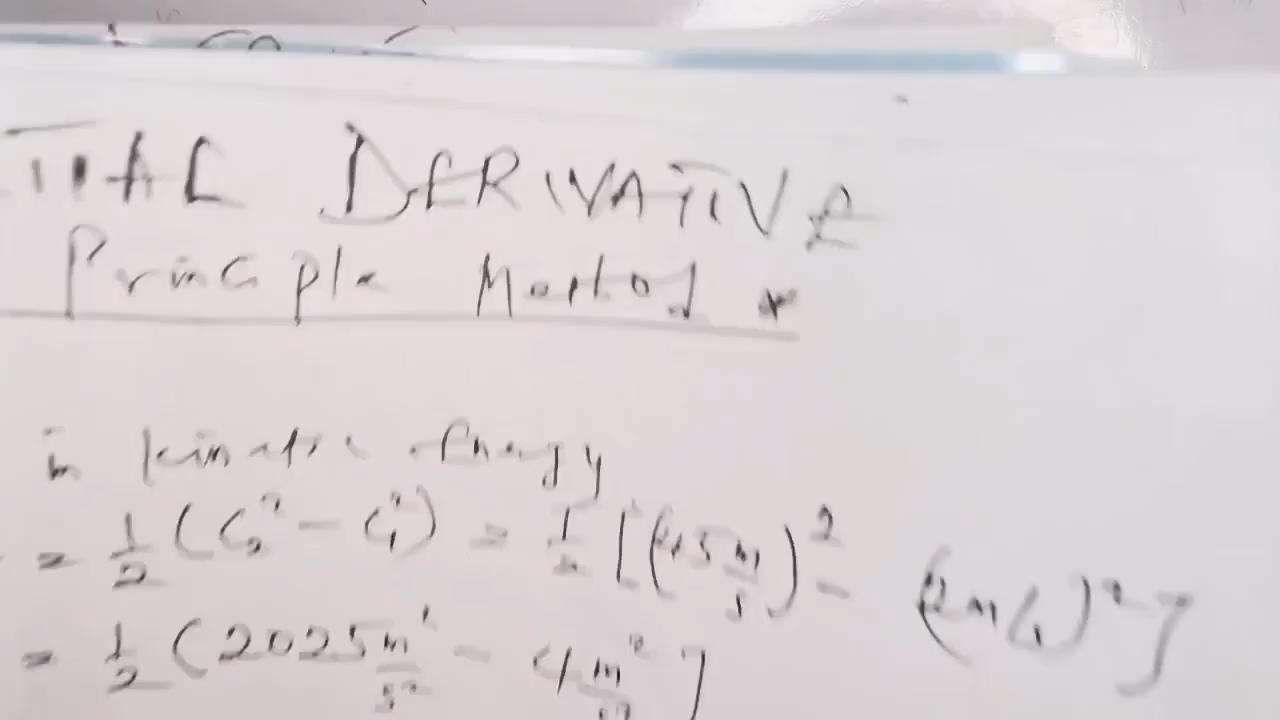 TIAL DERIVATIVE
Principle Method *
in kinetic energy
= 1/2 (C₂² - C₁²) = 1/2 [(45 m/s)² - (2m/s)²]
= 1/2 (2025 m²/s² - 4 m²/s²]